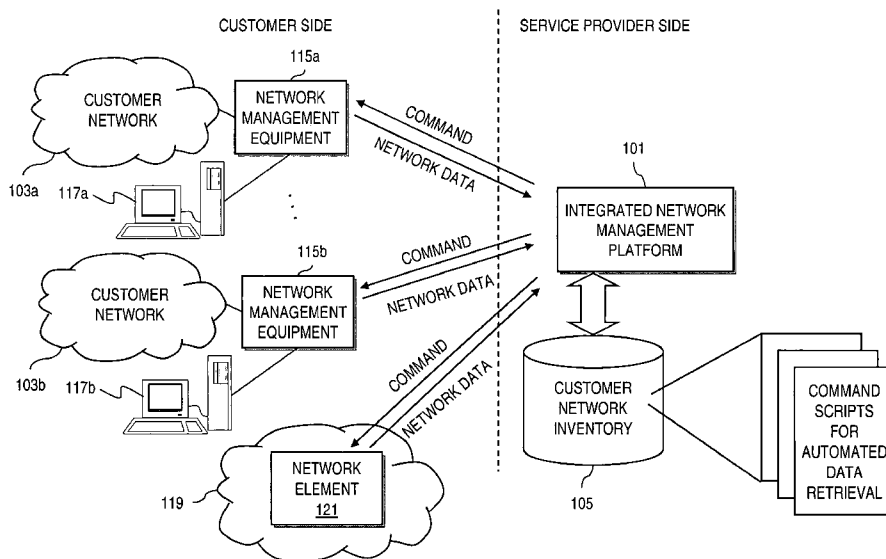 CUSTOMER SIDE
SERVICE PROVIDER SIDE
115a
CUSTOMER
NETWORK
NETWORK
MANAGEMENT
EQUIPMENT
COMMAND
NETWORK DATA
103a
117a
101
INTEGRATED NETWORK
MANAGEMENT
PLATFORM
115b
CUSTOMER
NETWORK
NETWORK
MANAGEMENT
EQUIPMENT
COMMAND
NETWORK DATA
103b
117b
COMMAND
NETWORK DATA
CUSTOMER
NETWORK
INVENTORY
105
COMMAND
SCRIPTS
FOR
AUTOMATED
DATA
RETRIEVAL
NETWORK
ELEMENT
121
119